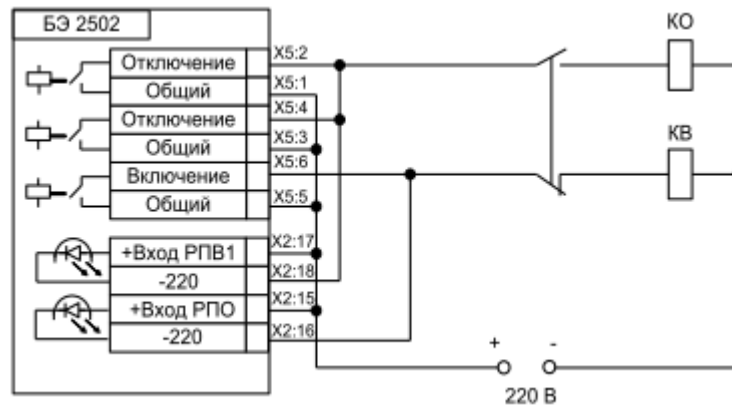 БЭ 2502
КО
Отключение X5:2
Общий X5:1
Отключение X5:4
Общий X5:3
Включение X5:6
Общий X5:5
КВ
+Вход РПВ1 X2:17
-220 X2:18
+Вход РПО X2:15
-220 X2:16
+ -
220 В